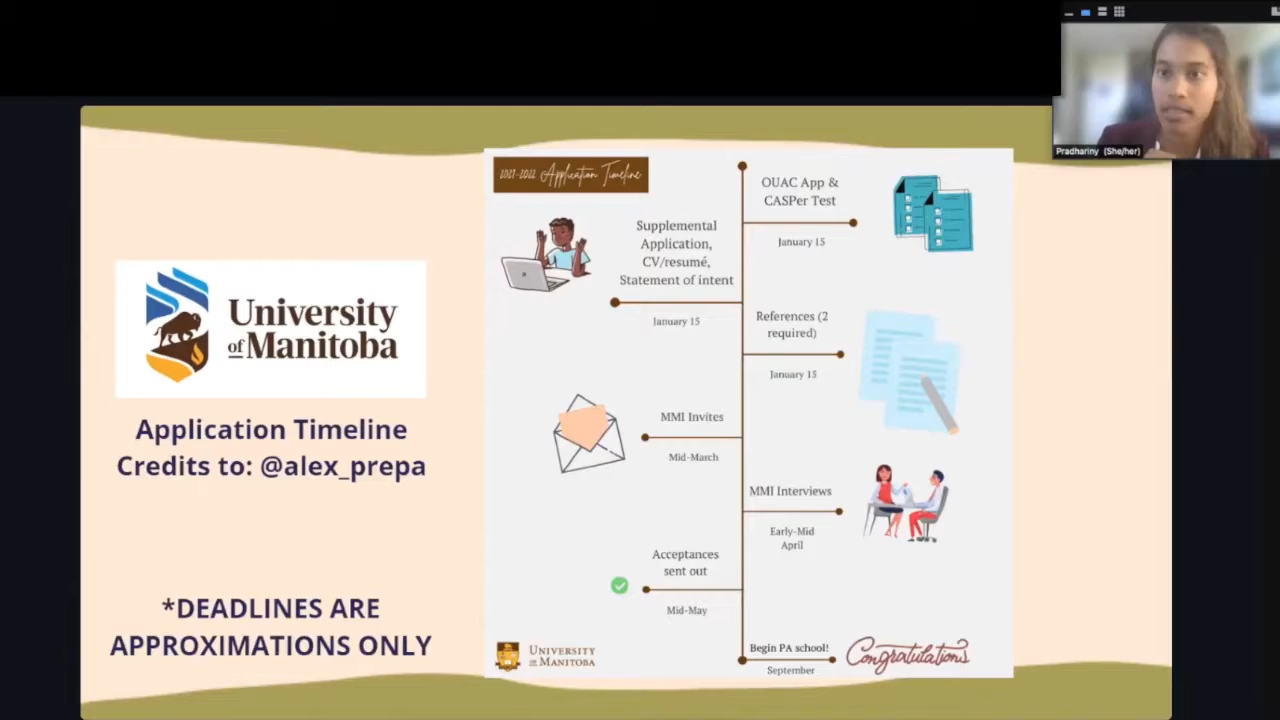 Pradhariny (She/her)
University
of Manitoba
Application Timeline
Credits to: @alex_prepa
*DEADLINES ARE
APPROXIMATIONS ONLY
2021-2022 Application Timeline
OUAC App &
CASPer Test
January 15
Supplemental
Application,
CV/resumé,
Statement of intent
January 15
References (2
required)
January 15
MMI Invites
Mid-March
MMI Interviews
Early-Mid
April
Acceptances
sent out
Mid-May
Begin PA school!
September
Congratulations
University
of Manitoba